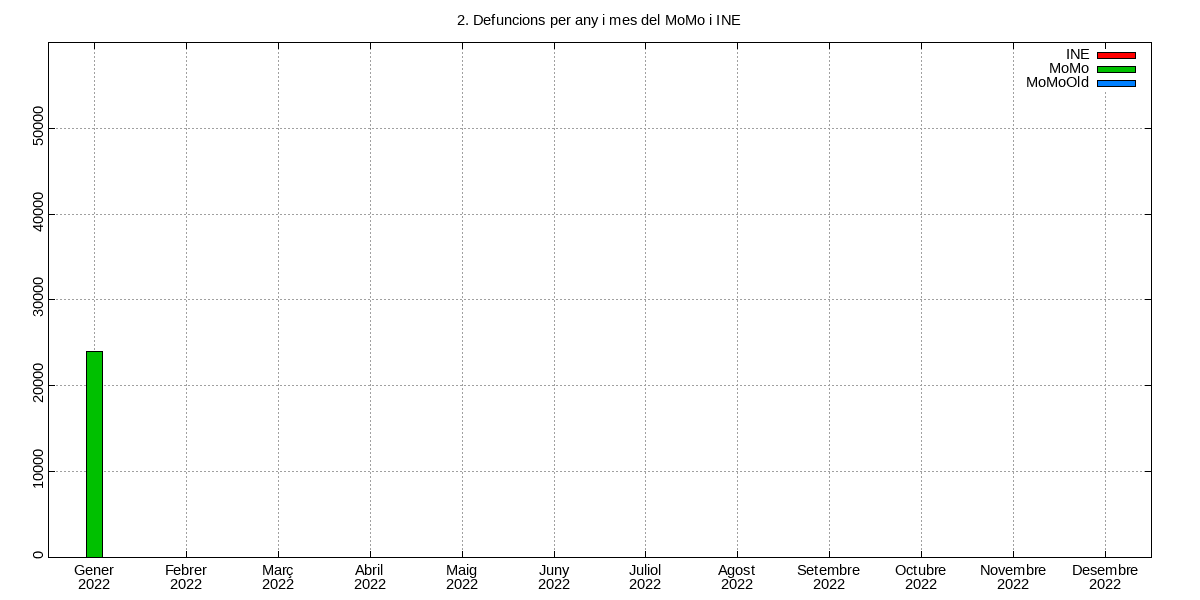 2. Defuncions per any i mes del MoMo i INE
INE
MoMo
MoMoOld
50000
40000
30000
20000
10000
0
Gener Febrer Març Abril Maig Juny Juliol Agost Setembre Octubre Novembre Desembre
2022 2022 2022 2022 2022 2022 2022 2022 2022 2022 2022 2022